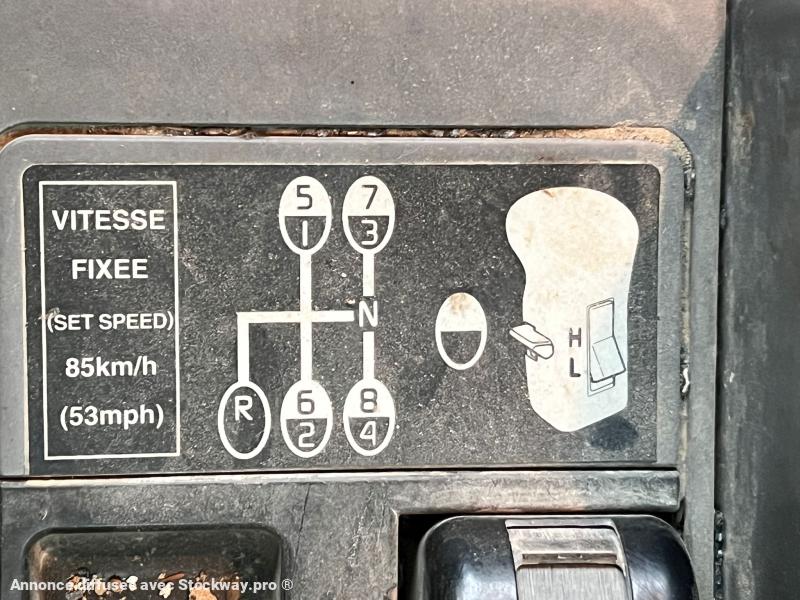 VITESSE
FIXEE
(SET SPEED)
85km/h
(53mph)
5 7
1 3
N
R
6 8
2 4
H
L
Annonce diffusée avec Stockway.pro ®